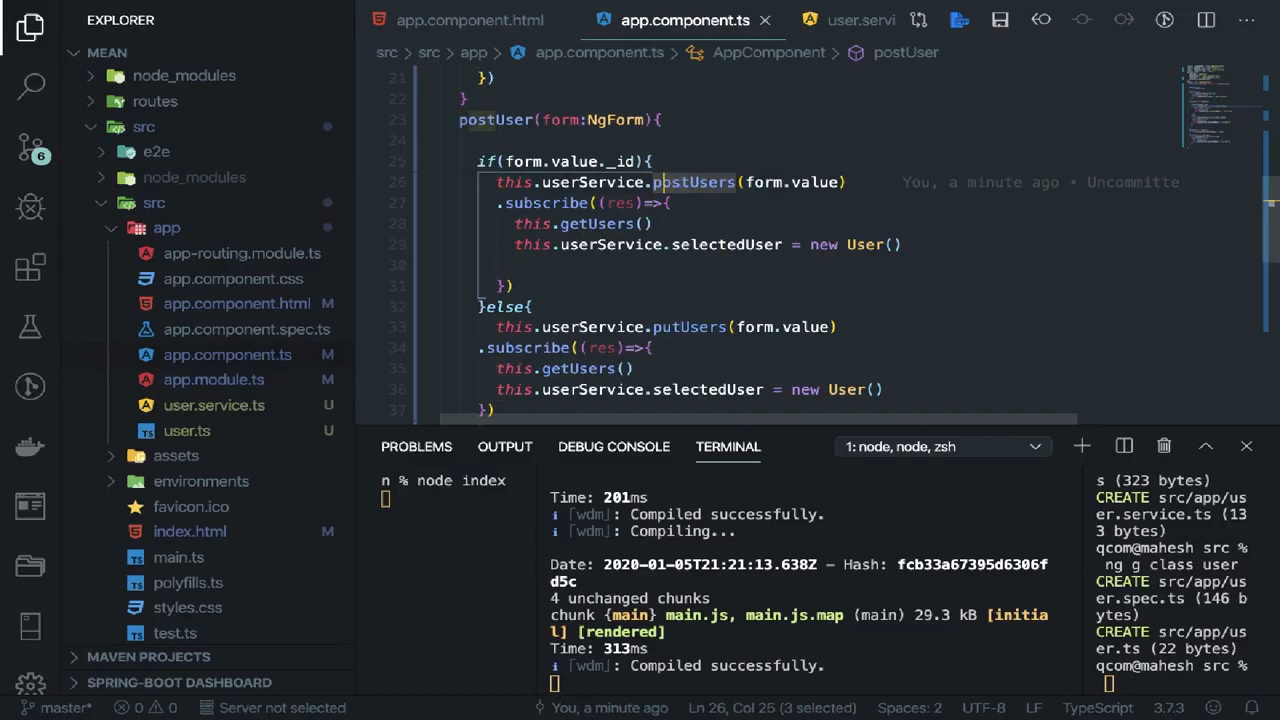 EXPLORER
MEAN
node_modules
routes
src
e2e
node_modules
src
app
app-routing.module.ts
app.component.css
app.component.html M
app.component.spec.ts
app.component.ts M
app.module.ts M
user.service.ts U
user.ts U
assets
environments
favicon.ico
index.html M
main.ts
polyfills.ts
styles.css
test.ts
MAVEN PROJECTS
SPRING-BOOT DASHBOARD
6
app.component.html app.component.ts user.servi
src > src > app > app.component.ts > AppComponent > postUser
21 })
22 }
23 postUser(form:NgForm){
24
25 if(form.value._id){
26 this.userService.postUsers(form.value) You, a minute ago • Uncommitte
27 .subscribe((res)=>{
28 this.getUsers()
29 this.userService.selectedUser = new User()
30
31 })
32 }else{
33 this.userService.putUsers(form.value)
34 .subscribe((res)=>{
35 this.getUsers()
36 this.userService.selectedUser = new User()
37 })
PROBLEMS OUTPUT DEBUG CONSOLE TERMINAL 1: node, node, zsh
n % node index
Time: 201ms
ℹ ｢wdm｣: Compiled successfully.
ℹ ｢wdm｣: Compiling...
Date: 2020-01-05T21:21:13.638Z - Hash: fcb33a67395d6306f
d5c
4 unchanged chunks
chunk {main} main.js, main.js.map (main) 29.3 kB [initia
l] [rendered]
Time: 313ms
ℹ ｢wdm｣: Compiled successfully.
s (323 bytes)
CREATE src/app/us
er.service.ts (13
3 bytes)
qcom@mahesh src %
ng g class user
CREATE src/app/us
er.spec.ts (146 b
ytes)
CREATE src/app/us
er.ts (22 bytes)
qcom@mahesh src %
master* 0 0 Server not selected You, a minute ago Ln 26, Col 25 (3 selected) Spaces: 2 UTF-8 LF TypeScript 3.7.3